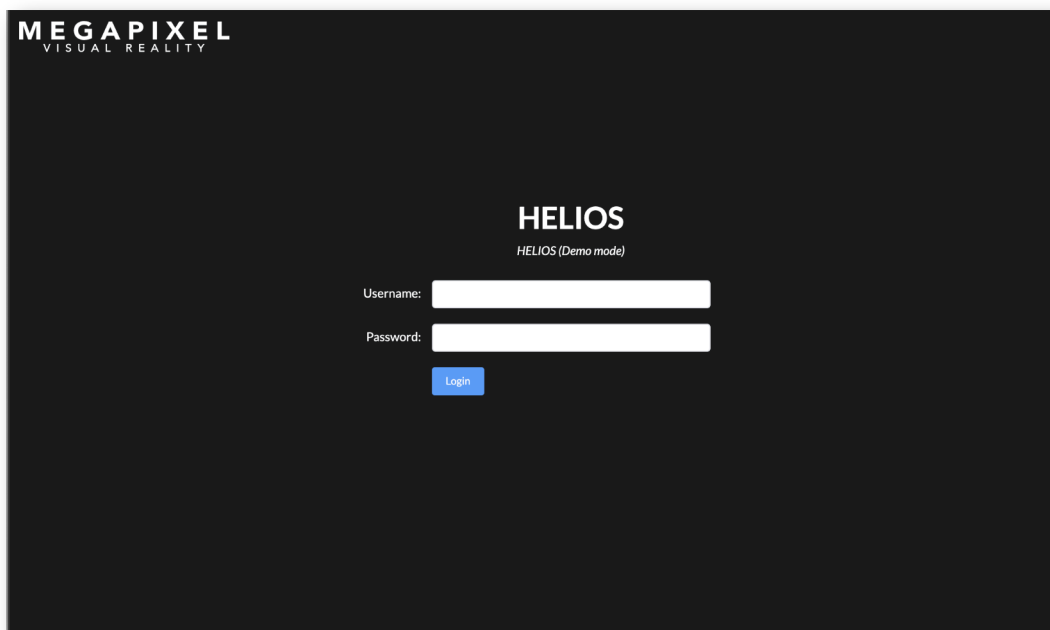 MEGAPIXEL
VISUAL REALITY
HELIOS
HELIOS (Demo mode)
Username:
Password:
Login